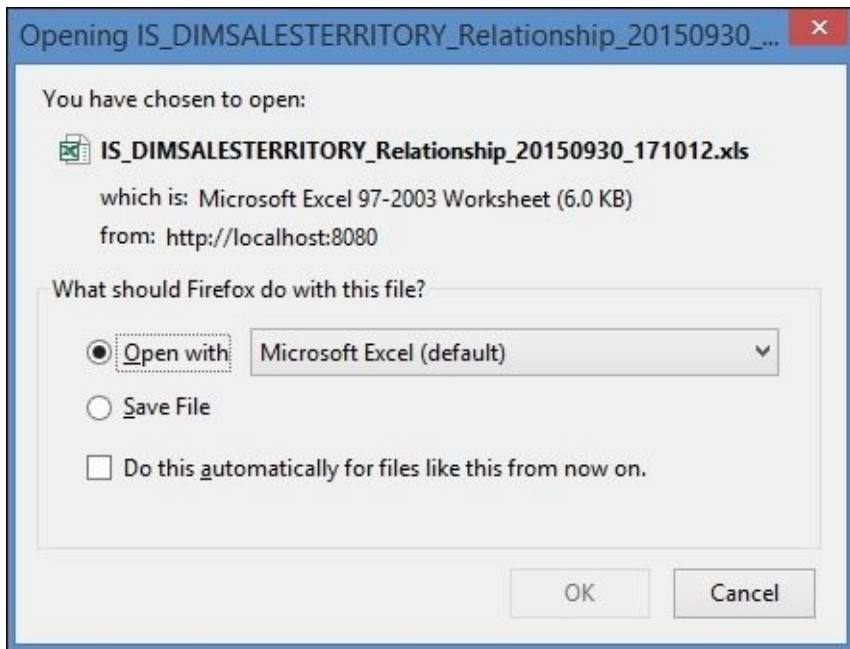 Opening IS_DIMSALESTERRITORY_Relationship_20150930_...
You have chosen to open:
IS_DIMSALESTERRITORY_Relationship_20150930_171012.xls
which is: Microsoft Excel 97-2003 Worksheet (6.0 KB)
from: http://localhost:8080
What should Firefox do with this file?
Open with Microsoft Excel (default)
Save File
Do this automatically for files like this from now on.
OK Cancel